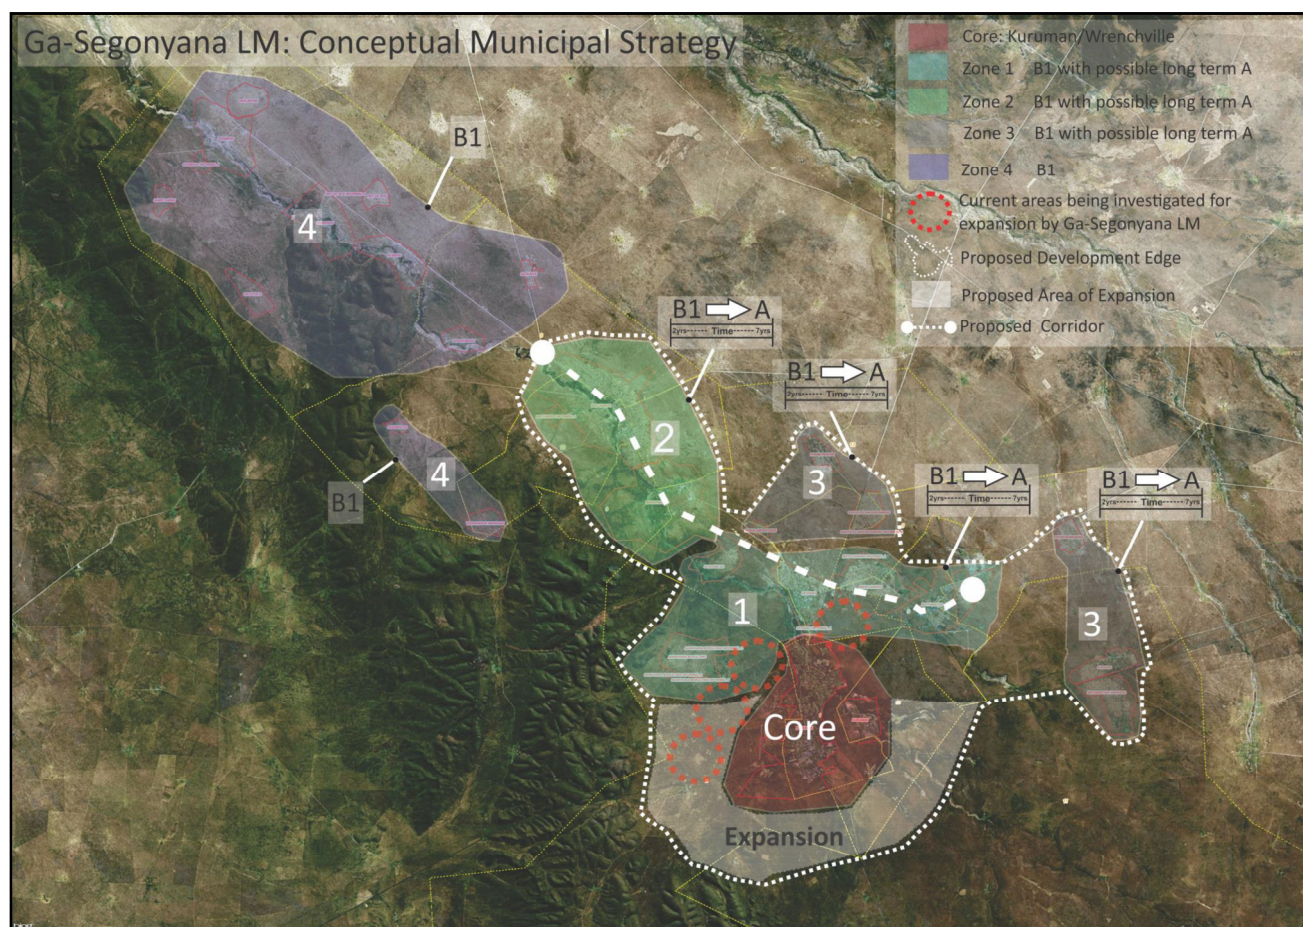 Ga-Segonyana LM: Conceptual Municipal Strategy
Core: Kuruman/Wrenchville
Zone 1 B1 with possible long term A
Zone 2 B1 with possible long term A
Zone 3 B1 with possible long term A
Zone 4 B1
Current areas being investigated for
expansion by Ga-Segonyana LM
Proposed Development Edge
Proposed Area of Expansion
Proposed Corridor
B1
4
B1 A
2yrs------ Time ------7yrs
B1 A
2yrs------ Time ------7yrs
2
3
4
B1
B1 A
2yrs------ Time ------7yrs
B1 A
2yrs------ Time ------7yrs
1
3
Core
Expansion
bing